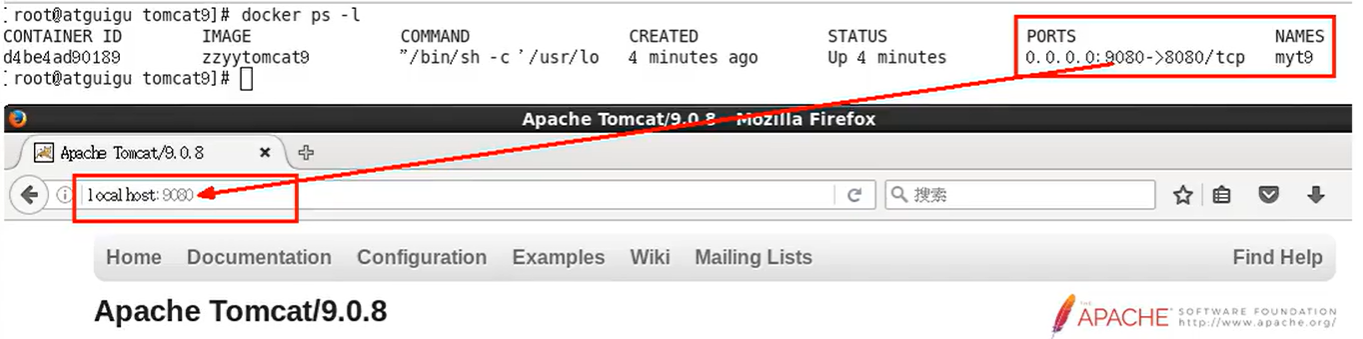 [root@atguigu tomcat9]# docker ps -l
CONTAINER ID IMAGE COMMAND CREATED STATUS PORTS NAMES
d4be4ad90189 zzyytomcat9 "/bin/sh -c '/usr/lo 4 minutes ago Up 4 minutes 0.0.0.0:9080->8080/tcp myt9
[root@atguigu tomcat9]#
Apache Tomcat/9.0.8 - Mozilla Firefox
Apache Tomcat/9.0.8
localhost:9080 搜索
Home Documentation Configuration Examples Wiki Mailing Lists Find Help
Apache Tomcat/9.0.8
THE
APACHE SOFTWARE FOUNDATION
http://www.apache.org/